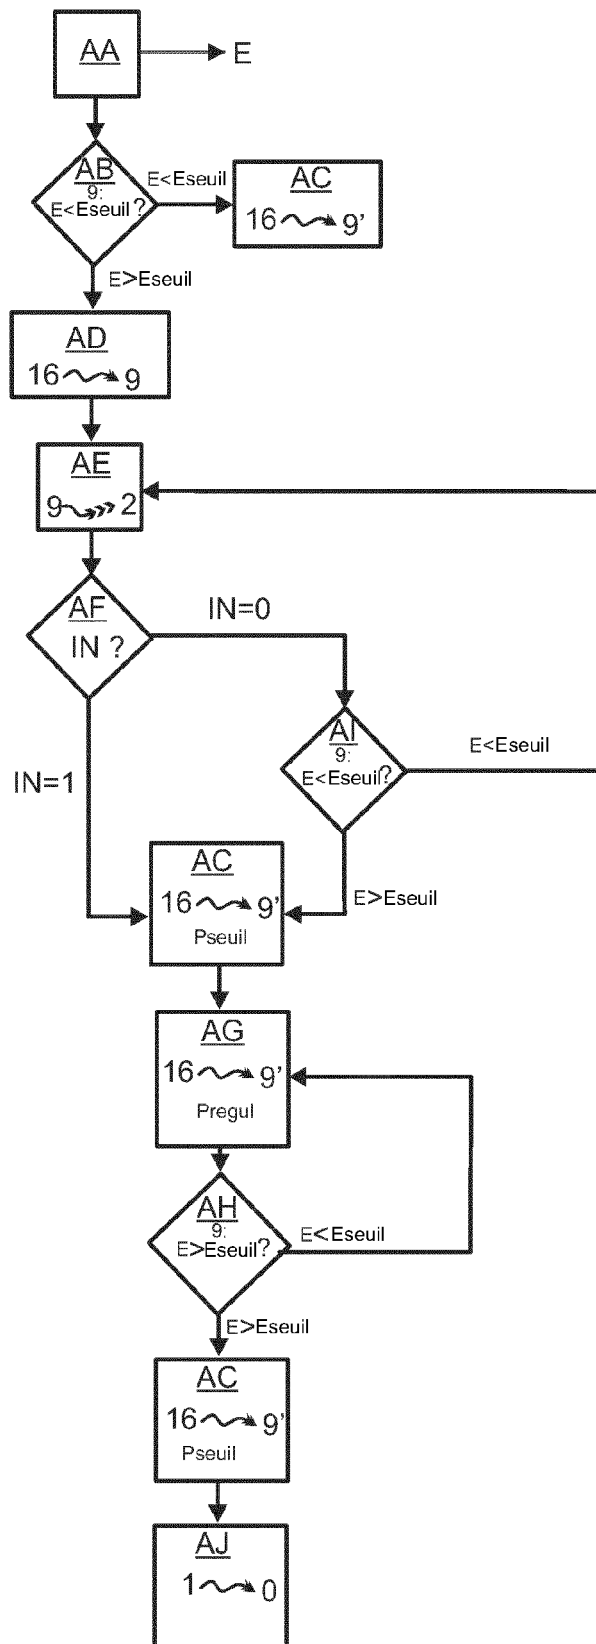 AA
E
AB
9:
E<Eseuil ?
E<Eseuil
AC
16 9'
E>Eseuil
AD
16 9
AE
9 2
AF
IN ?
IN=0
AI
9:
E<Eseuil?
E<Eseuil
IN=1
AC
16 9'
Pseuil
E>Eseuil
AG
16 9'
Pregul
AH
9:
E>Eseuil?
E<Eseuil
E>Eseuil
AC
16 9'
Pseuil
AJ
1 0